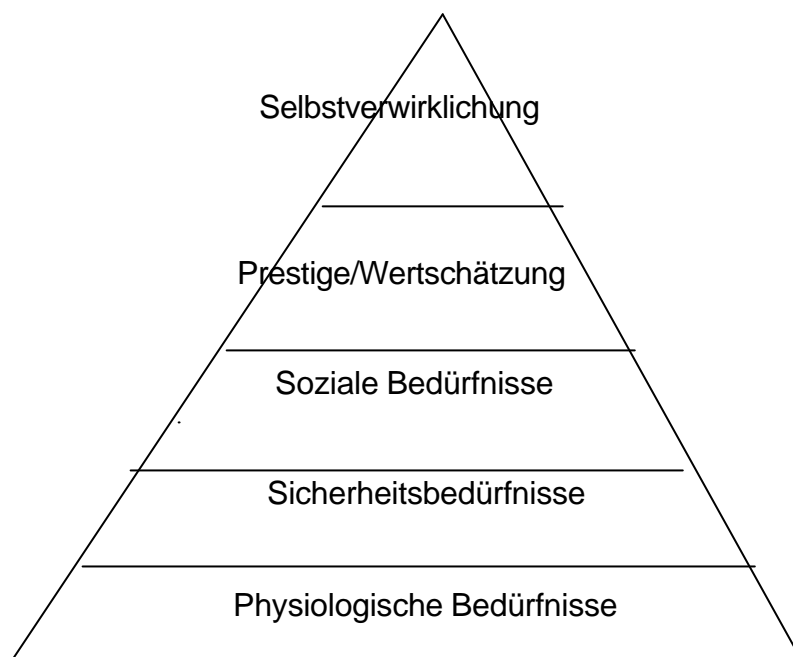 Selbstverwirklichung
Prestige/Wertschätzung
Soziale Bedürfnisse
Sicherheitsbedürfnisse
Physiologische Bedürfnisse